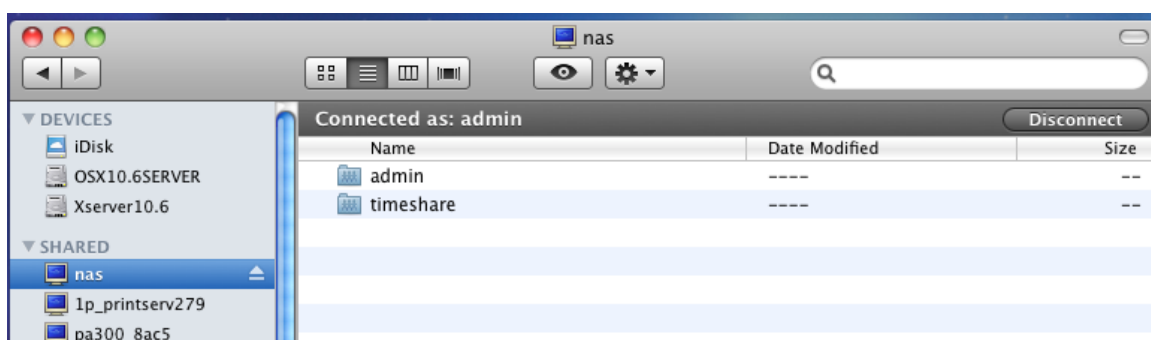 nas
DEVICES
iDisk
OSX10.6SERVER
Xserver10.6
SHARED
nas
1p_printserv279
pa300_8ac5
Connected as: admin
Disconnect
Name Date Modified Size
admin ---- --
timeshare ---- --